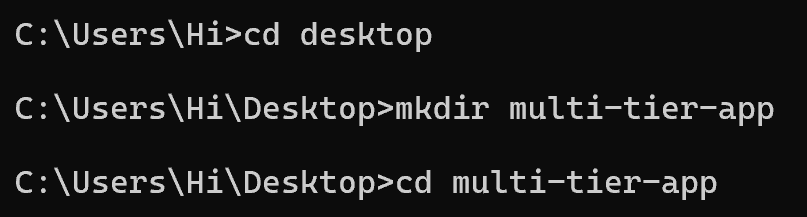 C:\Users\Hi>cd desktop
C:\Users\Hi\Desktop>mkdir multi-tier-app
C:\Users\Hi\Desktop>cd multi-tier-app